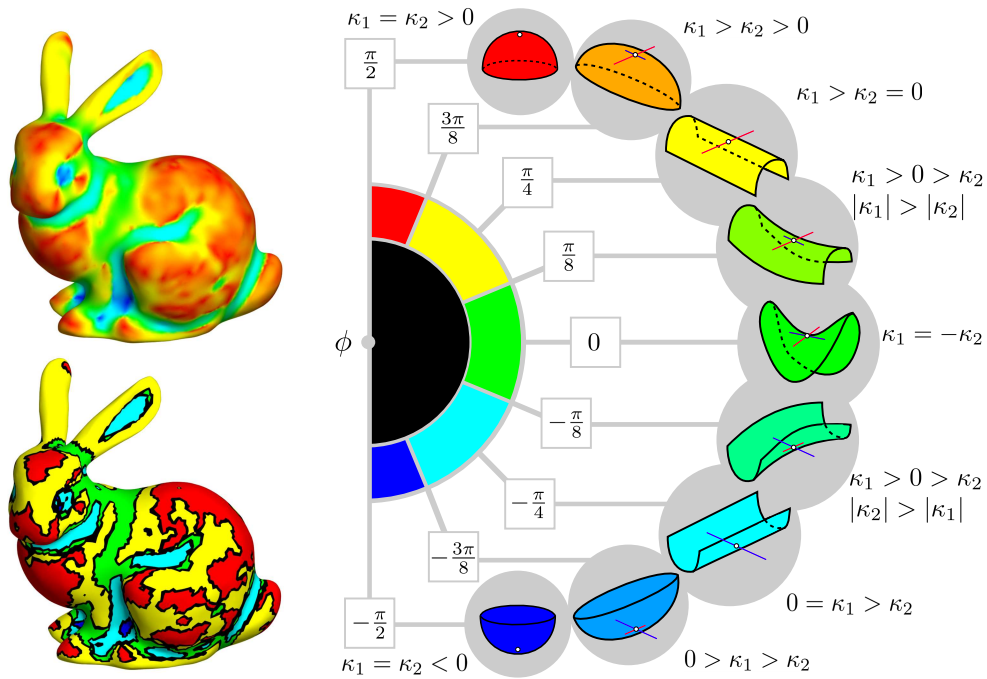 κ₁ = κ₂ > 0
κ₁ > κ₂ > 0
π/2
κ₁ > κ₂ = 0
3π/8
π/4
κ₁ > 0 > κ₂
|κ₁| > |κ₂|
π/8
ϕ
0
κ₁ = −κ₂
−π/8
κ₁ > 0 > κ₂
|κ₂| > |κ₁|
−π/4
−3π/8
0 = κ₁ > κ₂
−π/2
κ₁ = κ₂ < 0
0 > κ₁ > κ₂